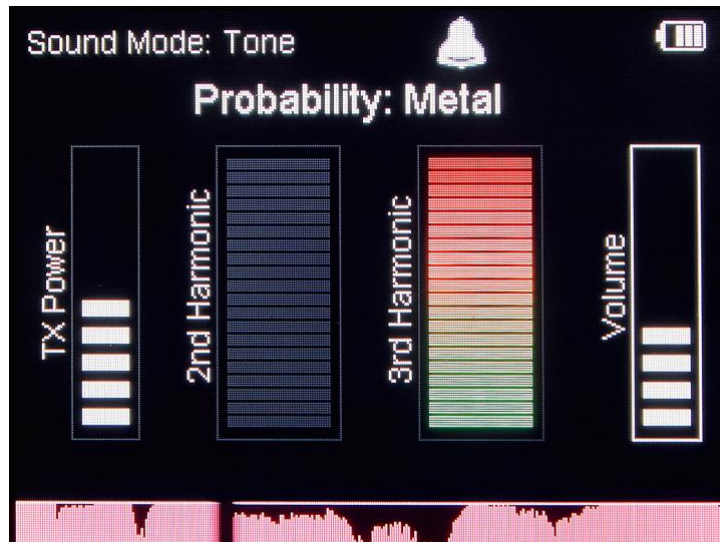 Sound Mode: Tone
Probability: Metal
TX Power
2nd Harmonic
3rd Harmonic
Volume